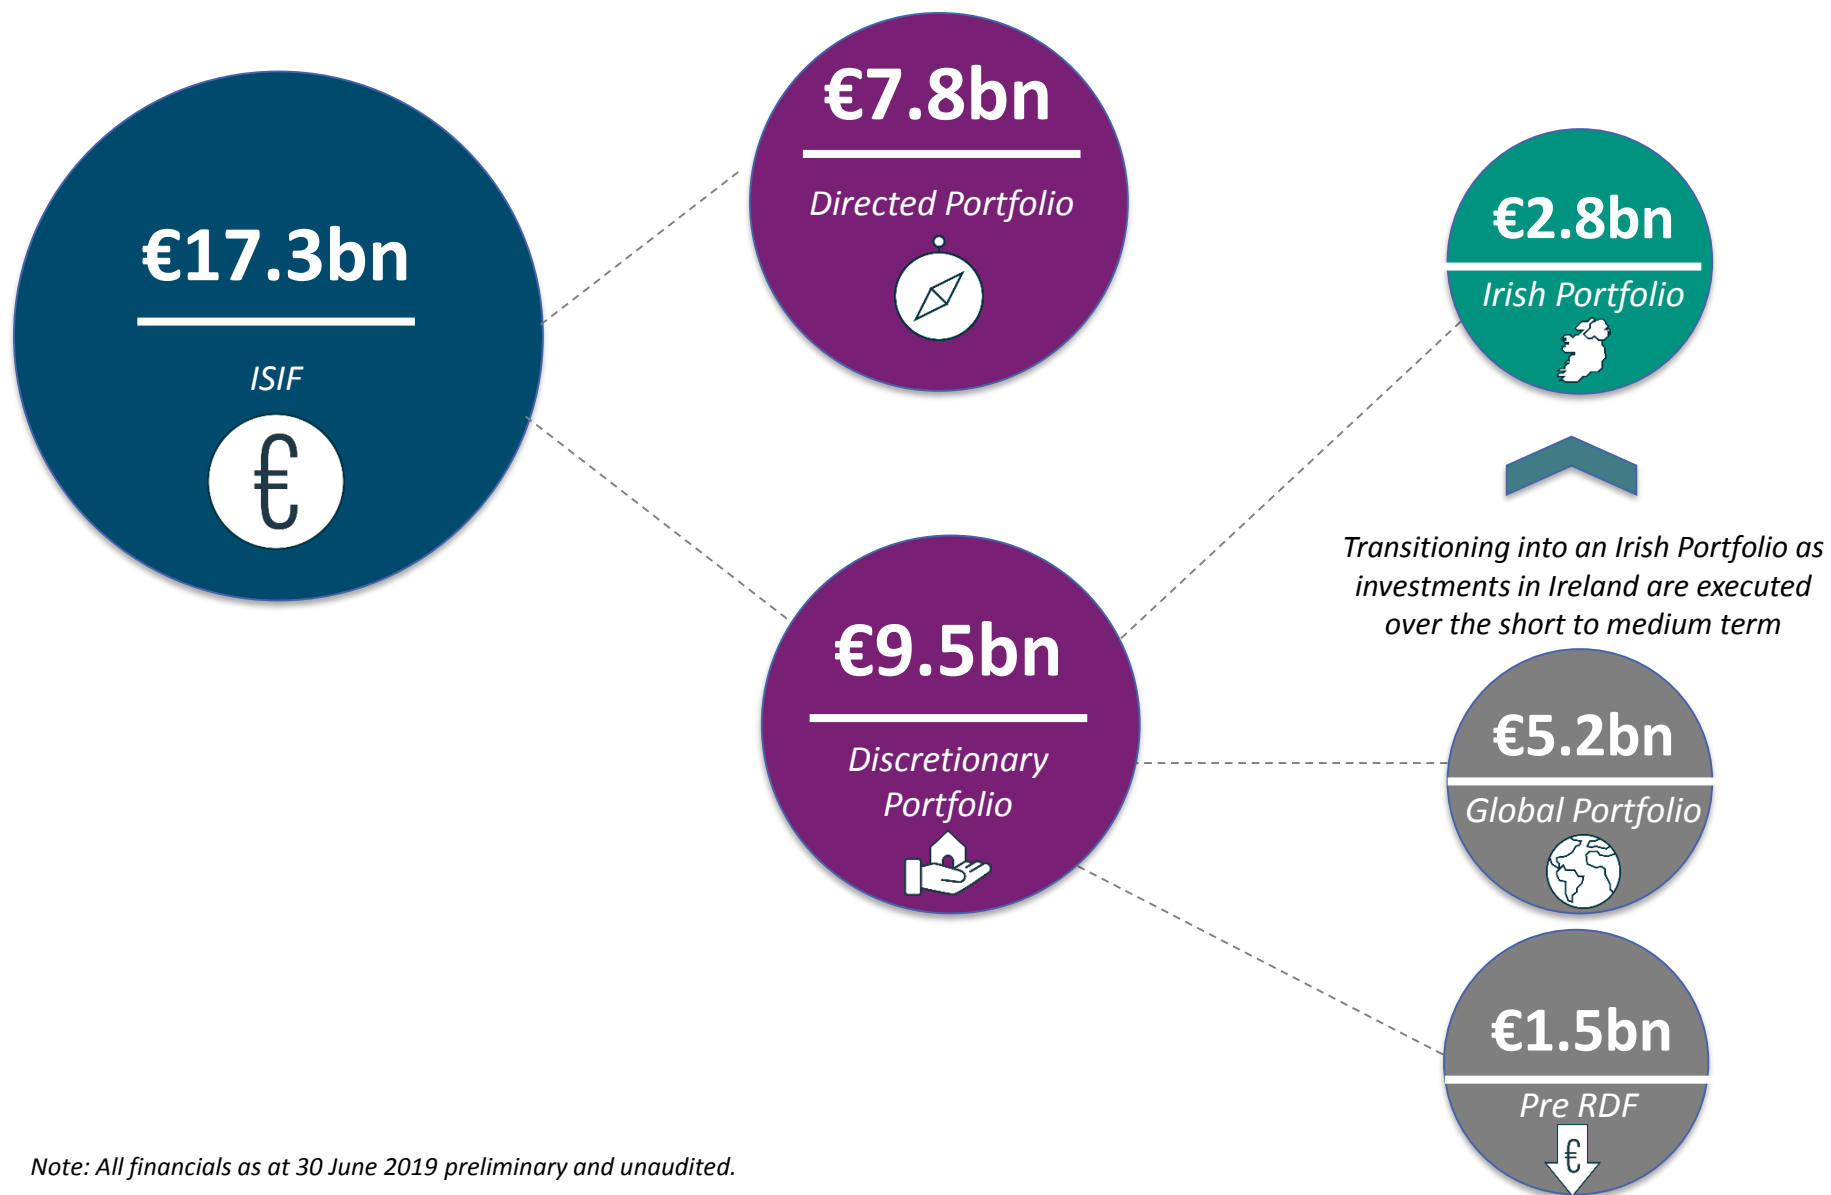 €17.3bn
ISIF
€
€7.8bn
Directed Portfolio
€9.5bn
Discretionary
Portfolio
€2.8bn
Irish Portfolio
Transitioning into an Irish Portfolio as
investments in Ireland are executed
over the short to medium term
€5.2bn
Global Portfolio
€1.5bn
Pre RDF
€
Note: All financials as at 30 June 2019 preliminary and unaudited.